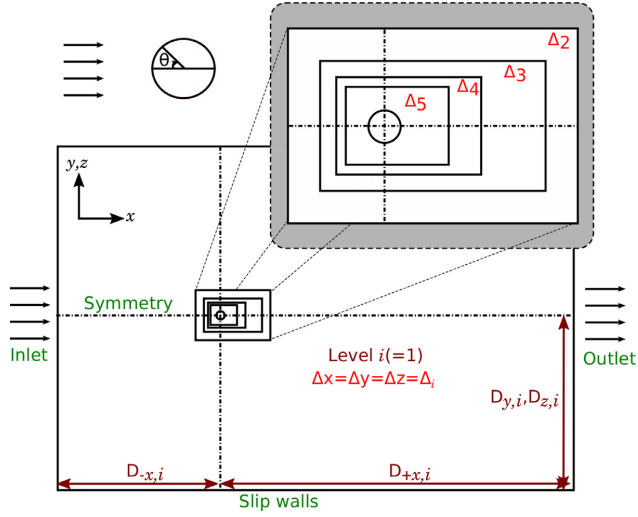 θ
Δ2
Δ3
Δ4
Δ5
y,z
x
Symmetry
Inlet
Outlet
Level i(=1)
Δx=Δy=Δz=Δi
Dy,i,Dz,i
D-x,i
D+x,i
Slip walls